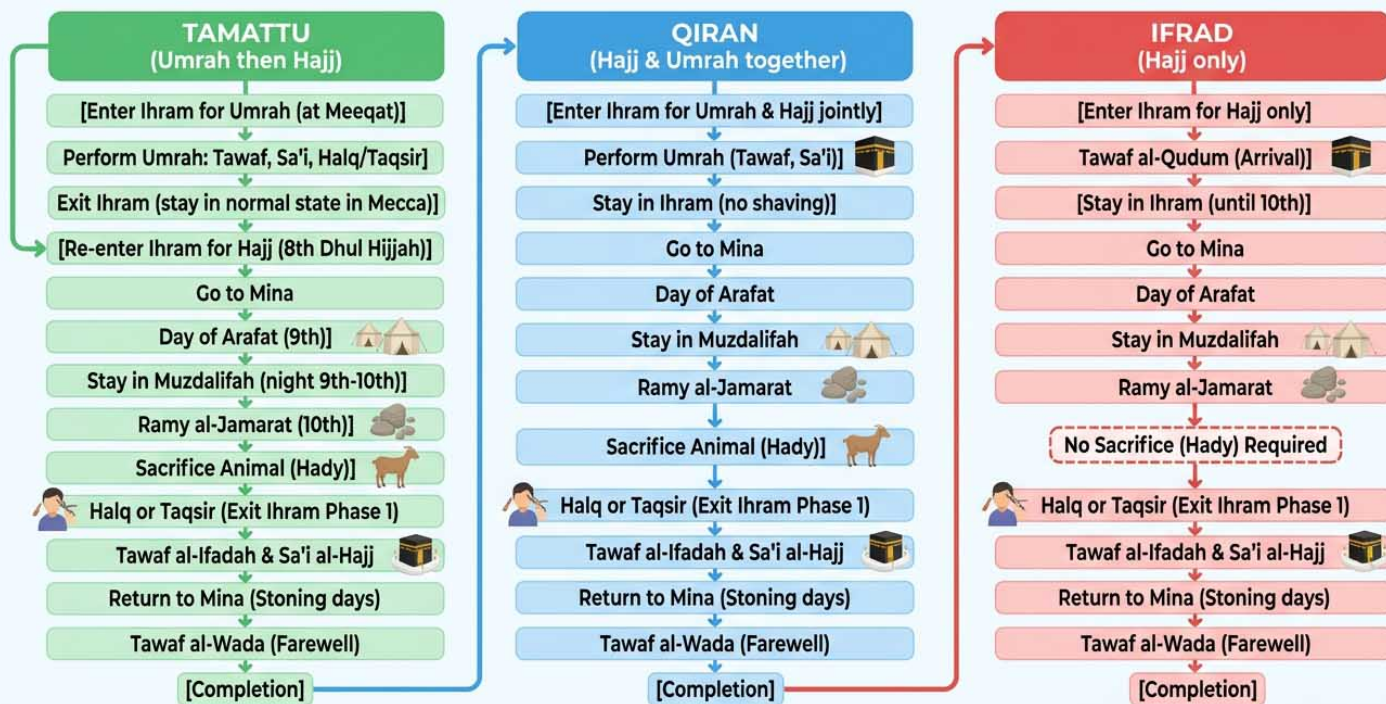 TAMATTU
(Umrah then Hajj)
[Enter Ihram for Umrah (at Meeqat)]
Perform Umrah: Tawaf, Sa'i, Halq/Taqsir]
Exit Ihram (stay in normal state in Mecca)]
[Re-enter Ihram for Hajj (8th Dhul Hijjah)]
Go to Mina
Day of Arafat (9th)]
Stay in Muzdalifah (night 9th-10th)]
Ramy al-Jamarat (10th)]
Sacrifice Animal (Hady)]
Halq or Taqsir (Exit Ihram Phase 1)
Tawaf al-Ifadah & Sa'i al-Hajj
Return to Mina (Stoning days)
Tawaf al-Wada (Farewell)
[Completion]
QIRAN
(Hajj & Umrah together)
[Enter Ihram for Umrah & Hajj jointly]
Perform Umrah (Tawaf, Sa'i)]
Stay in Ihram (no shaving)]
Go to Mina
Day of Arafat
Stay in Muzdalifah
Ramy al-Jamarat
Sacrifice Animal (Hady)]
Halq or Taqsir (Exit Ihram Phase 1)
Tawaf al-Ifadah & Sa'i al-Hajj
Return to Mina (Stoning days)
Tawaf al-Wada (Farewell)
[Completion]
IFRAD
(Hajj only)
[Enter Ihram for Hajj only]
Tawaf al-Qudum (Arrival)]
[Stay in Ihram (until 10th)]
Go to Mina
Day of Arafat
Stay in Muzdalifah
Ramy al-Jamarat
No Sacrifice (Hady) Required
Halq or Taqsir (Exit Ihram Phase 1)
Tawaf al-Ifadah & Sa'i al-Hajj
Return to Mina (Stoning days)
Tawaf al-Wada (Farewell)
[Completion]